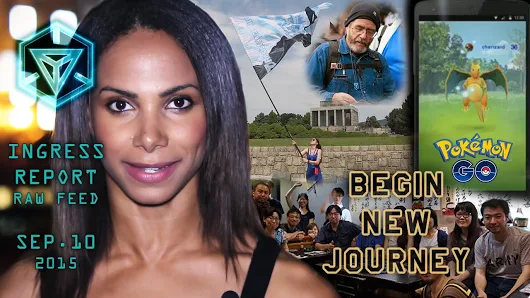 INGRESS
REPORT
RAW FEED
SEP.10
2015
charizard
POKéMON
GO
BEGIN
NEW
JOURNEY